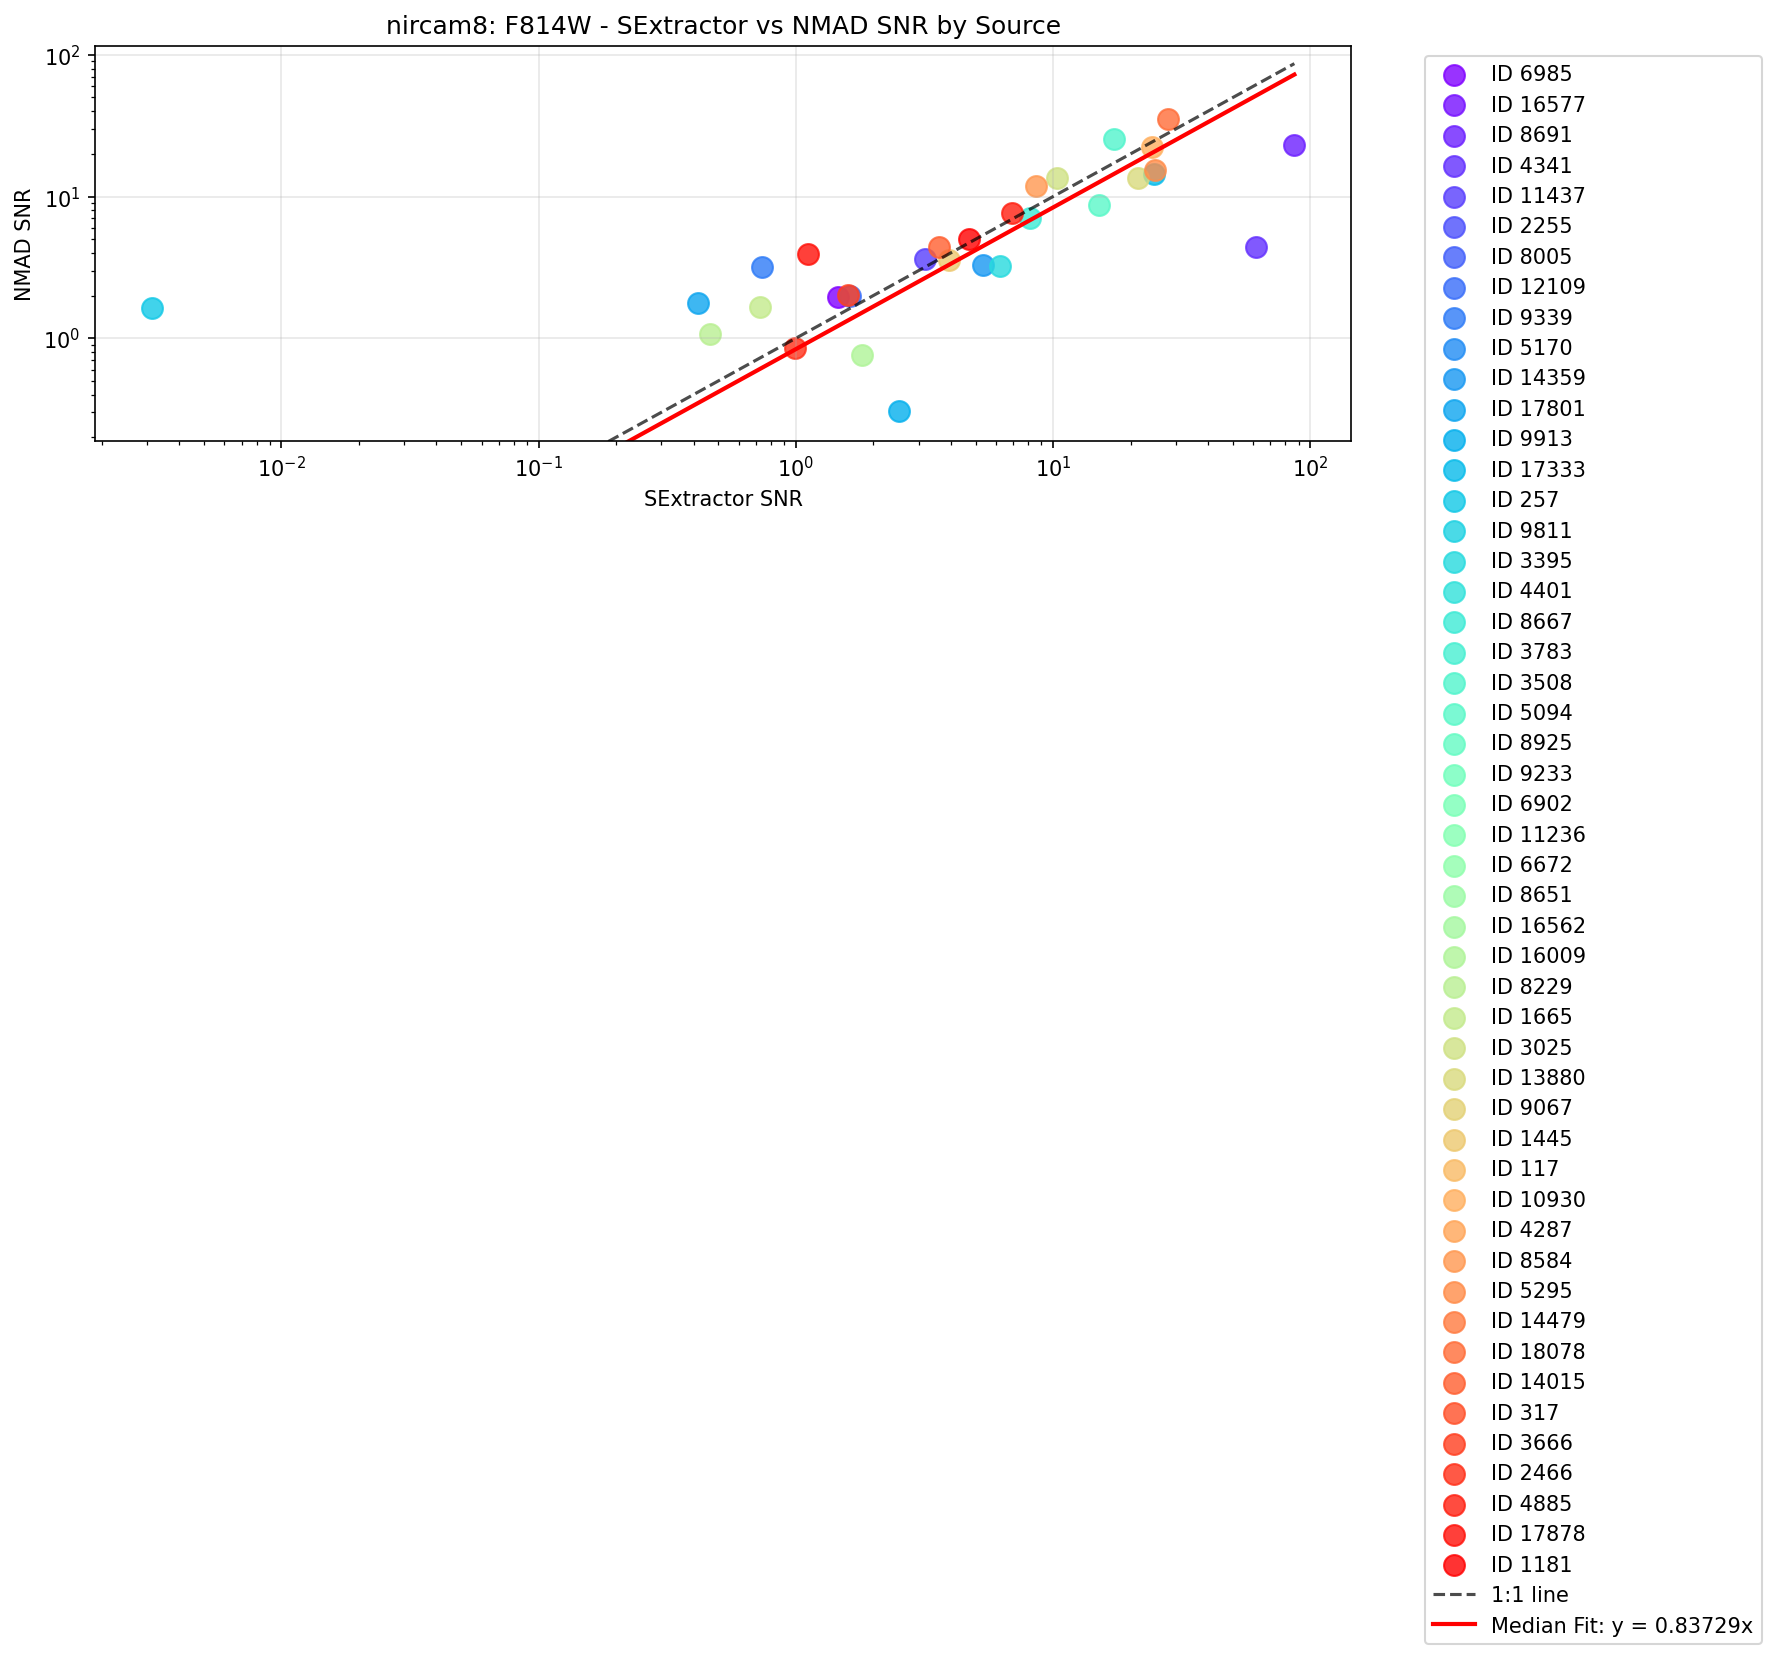 nircam8: F814W - SExtractor vs NMAD SNR by Source
NMAD SNR
10²
10¹
10⁰
10⁻²
10⁻¹
10⁰
10¹
10²
SExtractor SNR
ID 6985
ID 16577
ID 8691
ID 4341
ID 11437
ID 2255
ID 8005
ID 12109
ID 9339
ID 5170
ID 14359
ID 17801
ID 9913
ID 17333
ID 257
ID 9811
ID 3395
ID 4401
ID 8667
ID 3783
ID 3508
ID 5094
ID 8925
ID 9233
ID 6902
ID 11236
ID 6672
ID 8651
ID 16562
ID 16009
ID 8229
ID 1665
ID 3025
ID 13880
ID 9067
ID 1445
ID 117
ID 10930
ID 4287
ID 8584
ID 5295
ID 14479
ID 18078
ID 14015
ID 317
ID 3666
ID 2466
ID 4885
ID 17878
ID 1181
1:1 line
Median Fit: y = 0.83729x